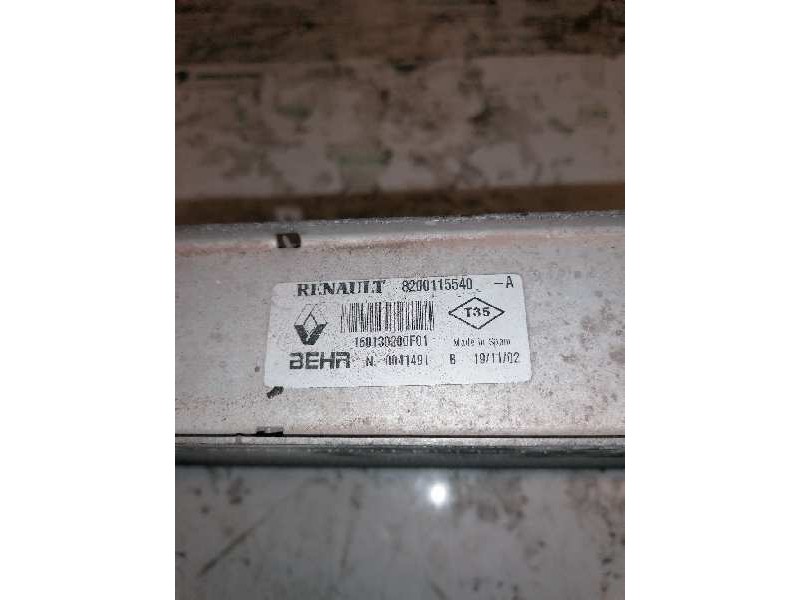 RENAULT 8200115540 -A
T35
160130200F01 Made in Spain
BEHR N. 0041491 B 19/11/02